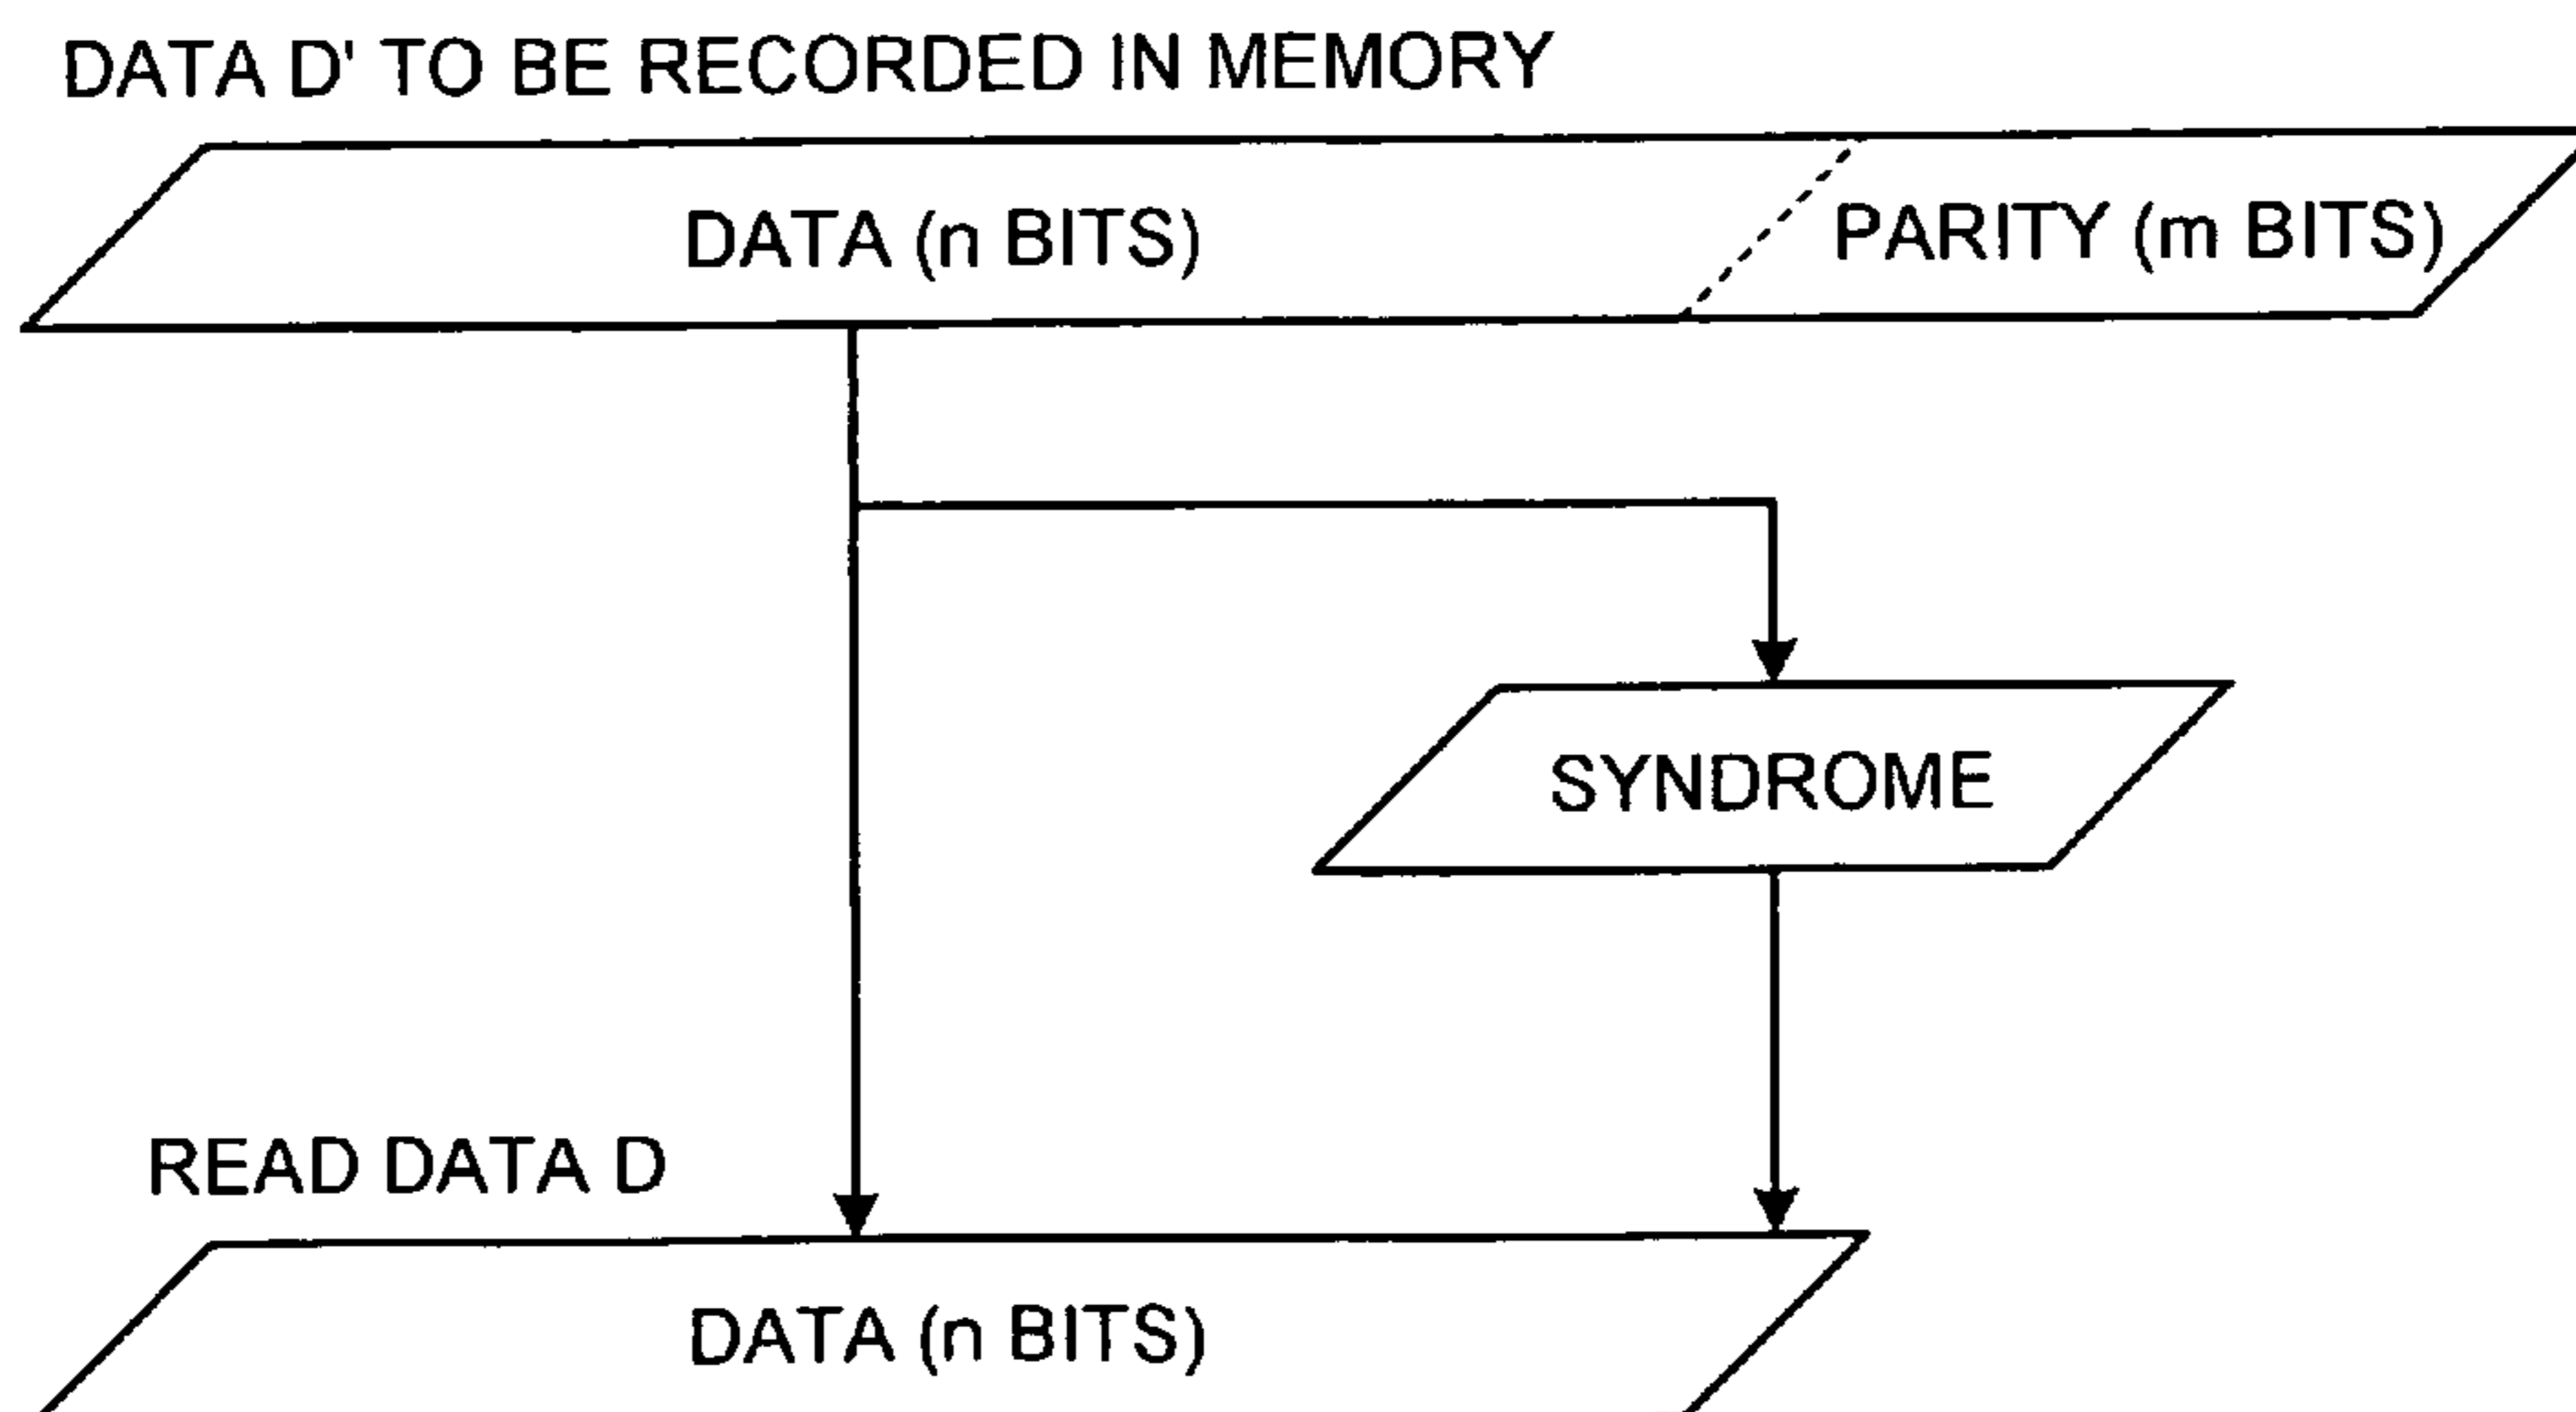 DATA D' TO BE RECORDED IN MEMORY
DATA (n BITS)
PARITY (m BITS)
SYNDROME
READ DATA D
DATA (n BITS)